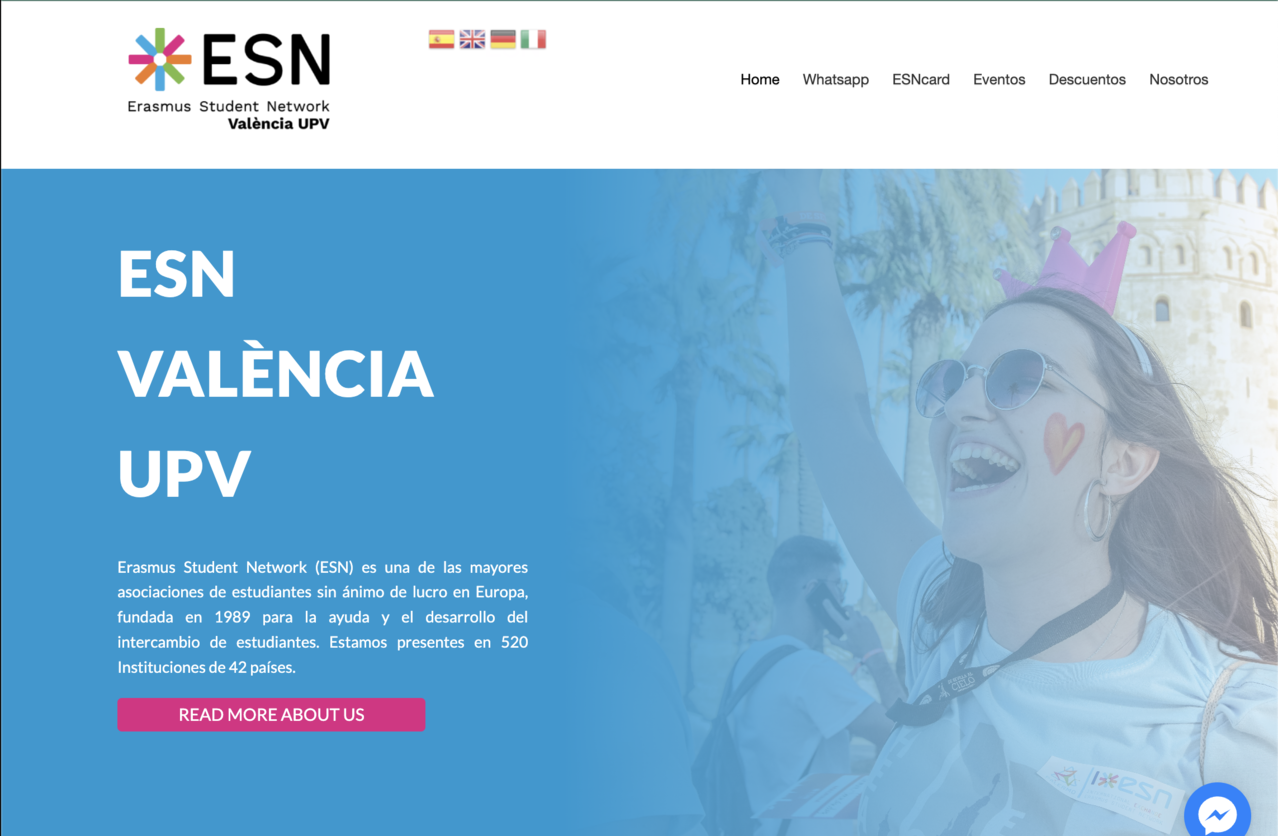 ESN
Erasmus Student Network
València UPV
Home Whatsapp ESNcard Eventos Descuentos Nosotros
ESN
VALÈNCIA
UPV
Erasmus Student Network (ESN) es una de las mayores
asociaciones de estudiantes sin ánimo de lucro en Europa,
fundada en 1989 para la ayuda y el desarrollo del
intercambio de estudiantes. Estamos presentes en 520
Instituciones de 42 países.
READ MORE ABOUT US
CIELO
esn